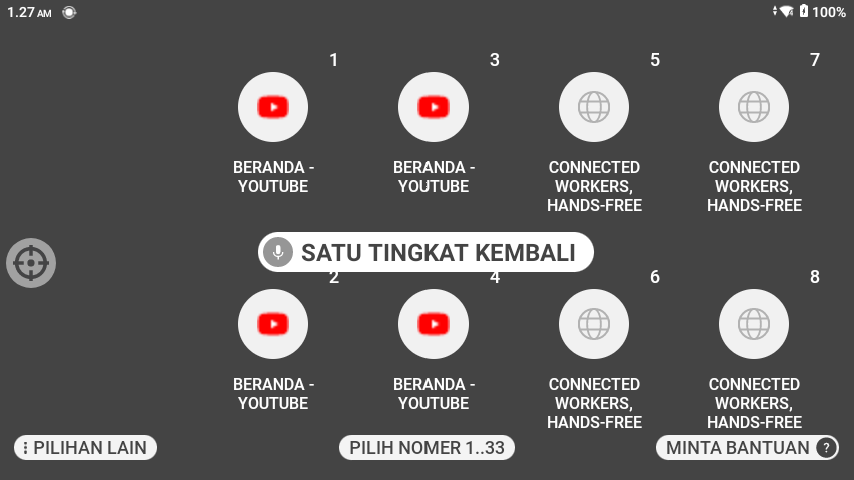 1.27 AM
100%
1
3
5
7
BERANDA -
YOUTUBE
BERANDA -
YOUTUBE
CONNECTED
WORKERS,
HANDS-FREE
CONNECTED
WORKERS,
HANDS-FREE
SATU TINGKAT KEMBALI
2
4
6
8
BERANDA -
YOUTUBE
BERANDA -
YOUTUBE
CONNECTED
WORKERS,
HANDS-FREE
CONNECTED
WORKERS,
HANDS-FREE
PILIHAN LAIN
PILIH NOMER 1..33
MINTA BANTUAN ?